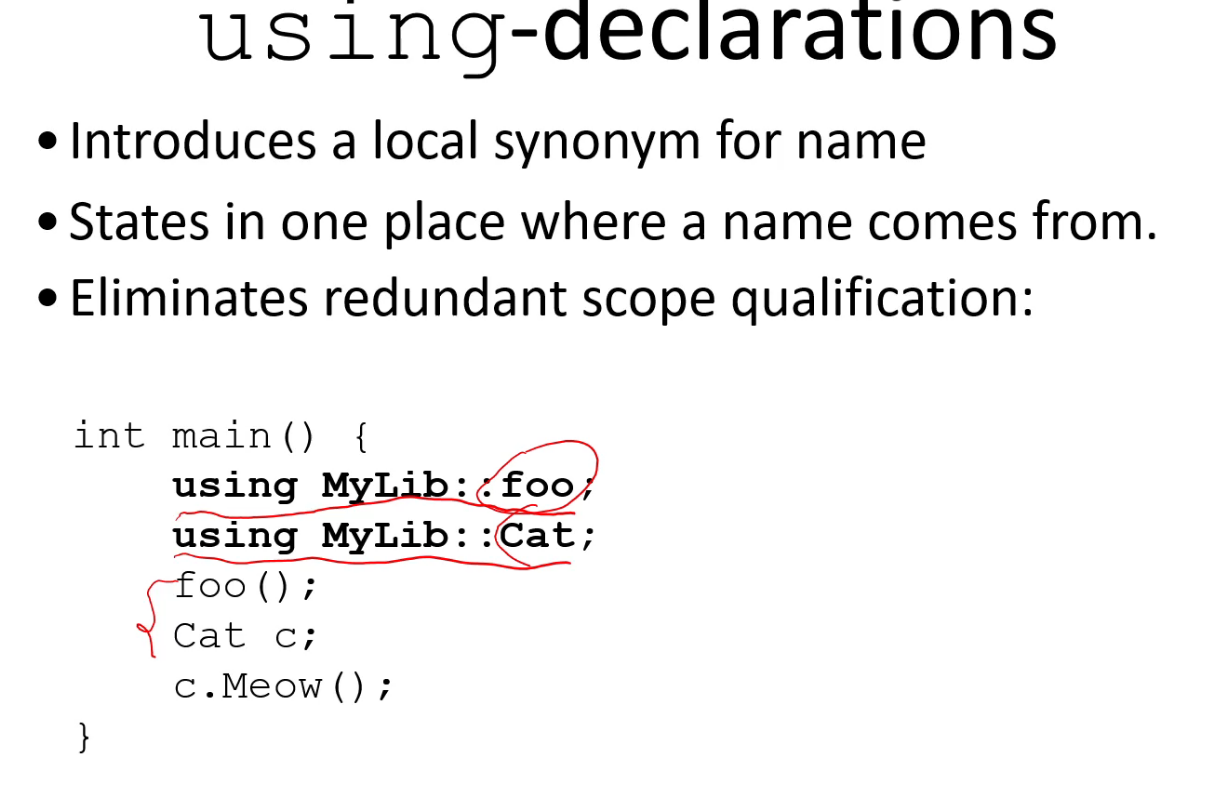 using-declarations
• Introduces a local synonym for name
• States in one place where a name comes from.
• Eliminates redundant scope qualification:
int main() {
using MyLib::foo;
using MyLib::Cat;
foo();
Cat c;
c.Meow();
}